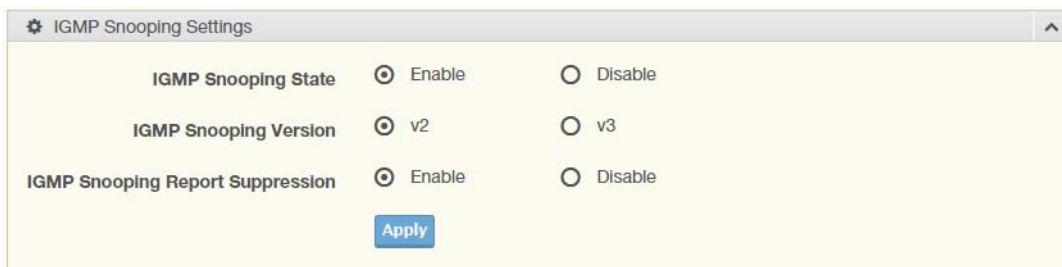 IGMP Snooping Settings
IGMP Snooping State Enable Disable
IGMP Snooping Version v2 v3
IGMP Snooping Report Suppression Enable Disable
Apply